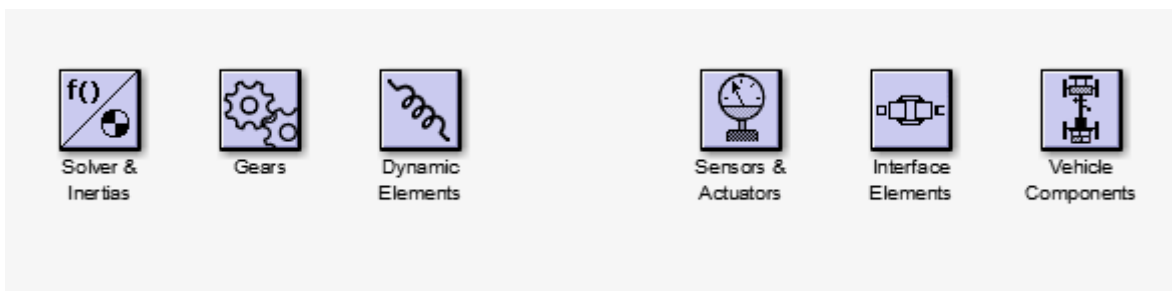 f()
Solver &
Inertias
Gears
Dynamic
Elements
Sensors &
Actuators
Interface
Elements
Vehicle
Components